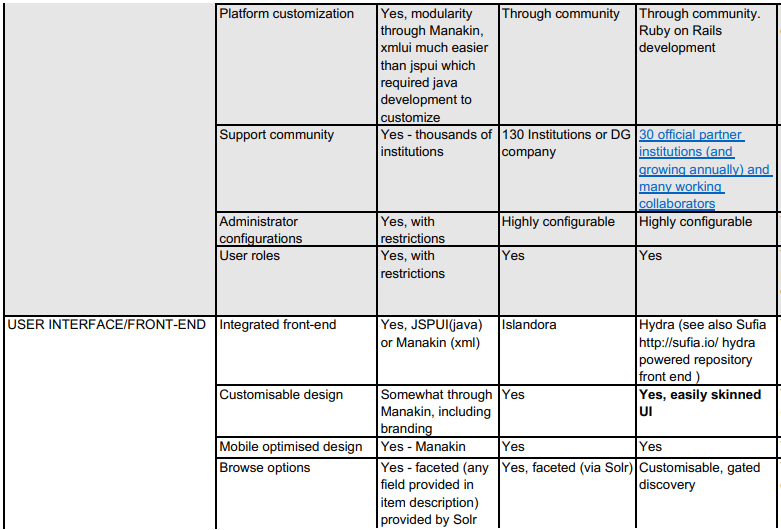 Platform customization
Yes, modularity
through Manakin,
xmlui much easier
than jspui which
required java
development to
customize
Through community
Through community.
Ruby on Rails
development
Support community
Yes - thousands of
institutions
130 Institutions or DG
company
30 official partner
institutions (and
growing annually) and
many working
collaborators
Administrator
configurations
Yes, with
restrictions
Highly configurable
Highly configurable
User roles
Yes, with
restrictions
Yes
Yes
USER INTERFACE/FRONT-END
Integrated front-end
Yes, JSPUI(java)
or Manakin (xml)
Islandora
Hydra (see also Sufia
http://sufia.io/ hydra
powered repository
front end )
Customisable design
Somewhat through
Manakin, including
branding
Yes
Yes, easily skinned
UI
Mobile optimised design
Yes - Manakin
Yes
Yes
Browse options
Yes - faceted (any
field provided in
item description)
provided by Solr
Yes, faceted (via Solr)
Customisable, gated
discovery